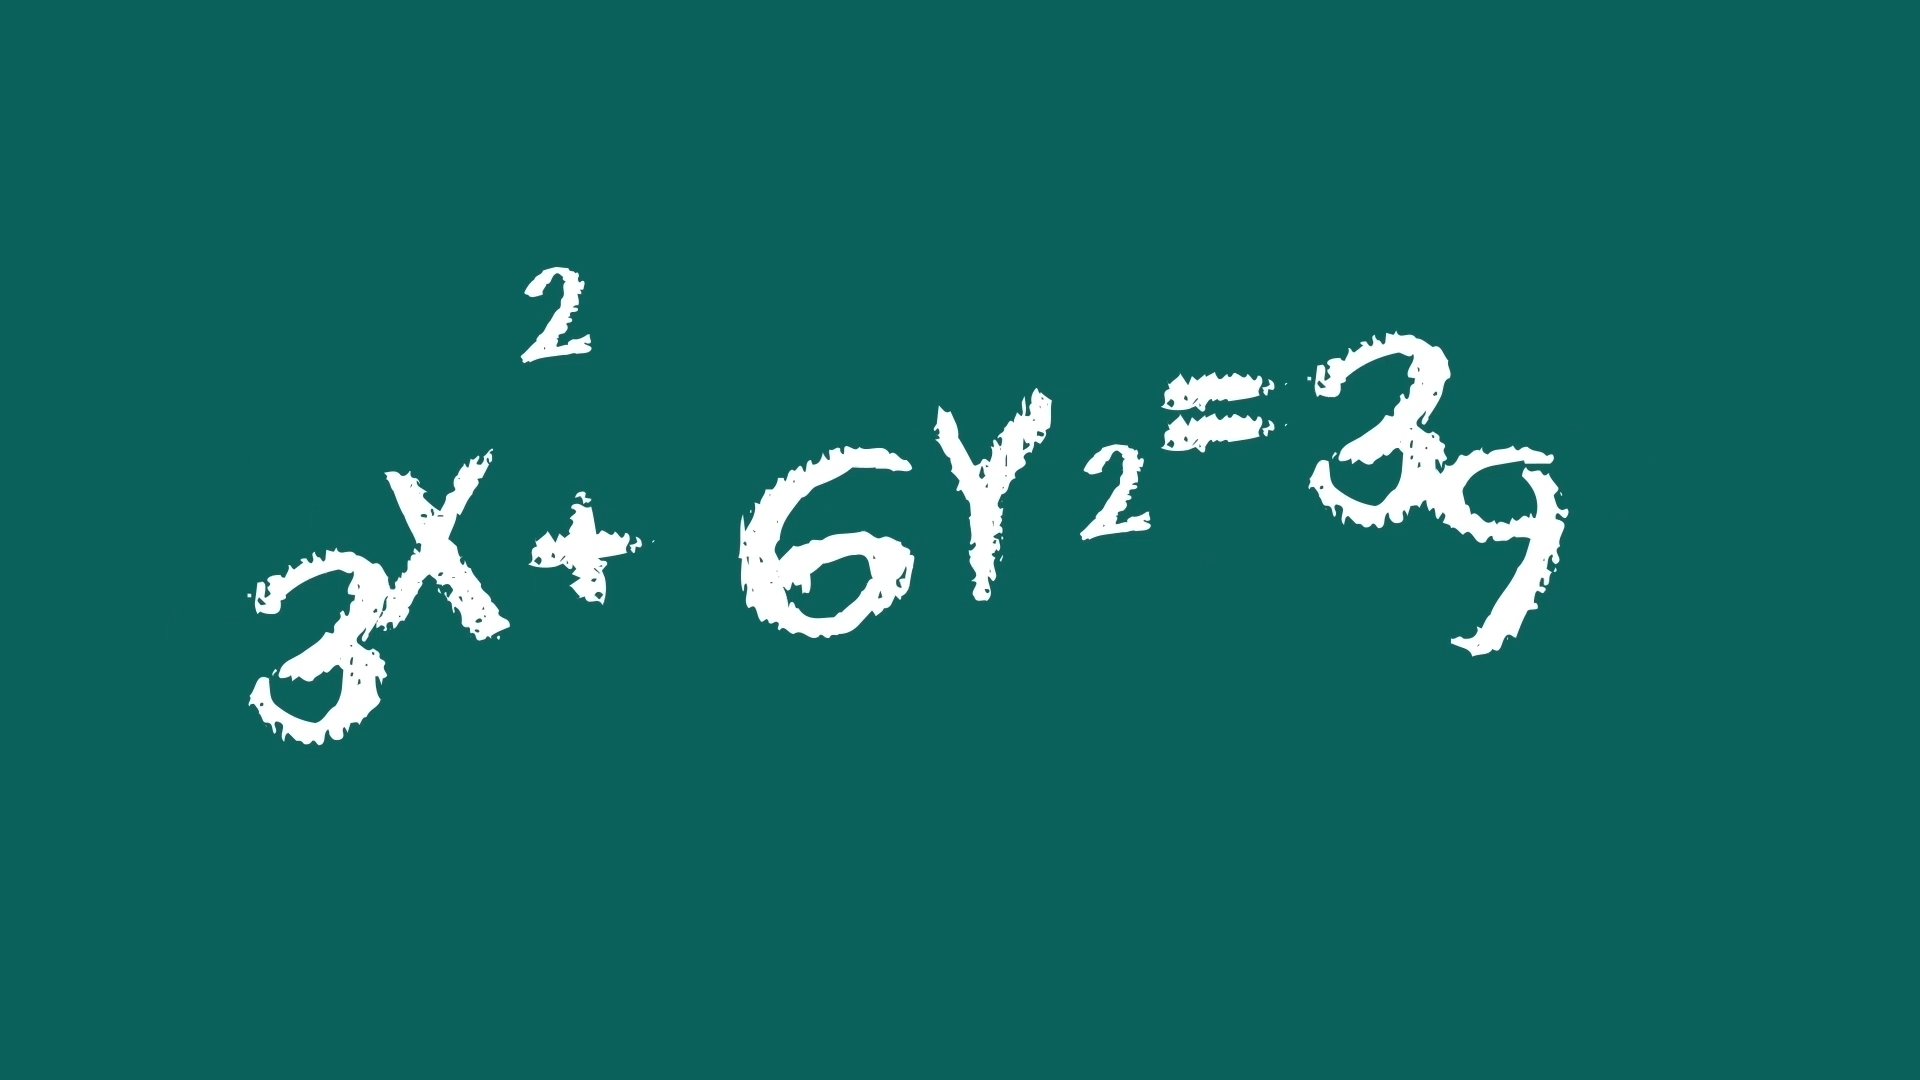 3X² + 6Y₂ = 39